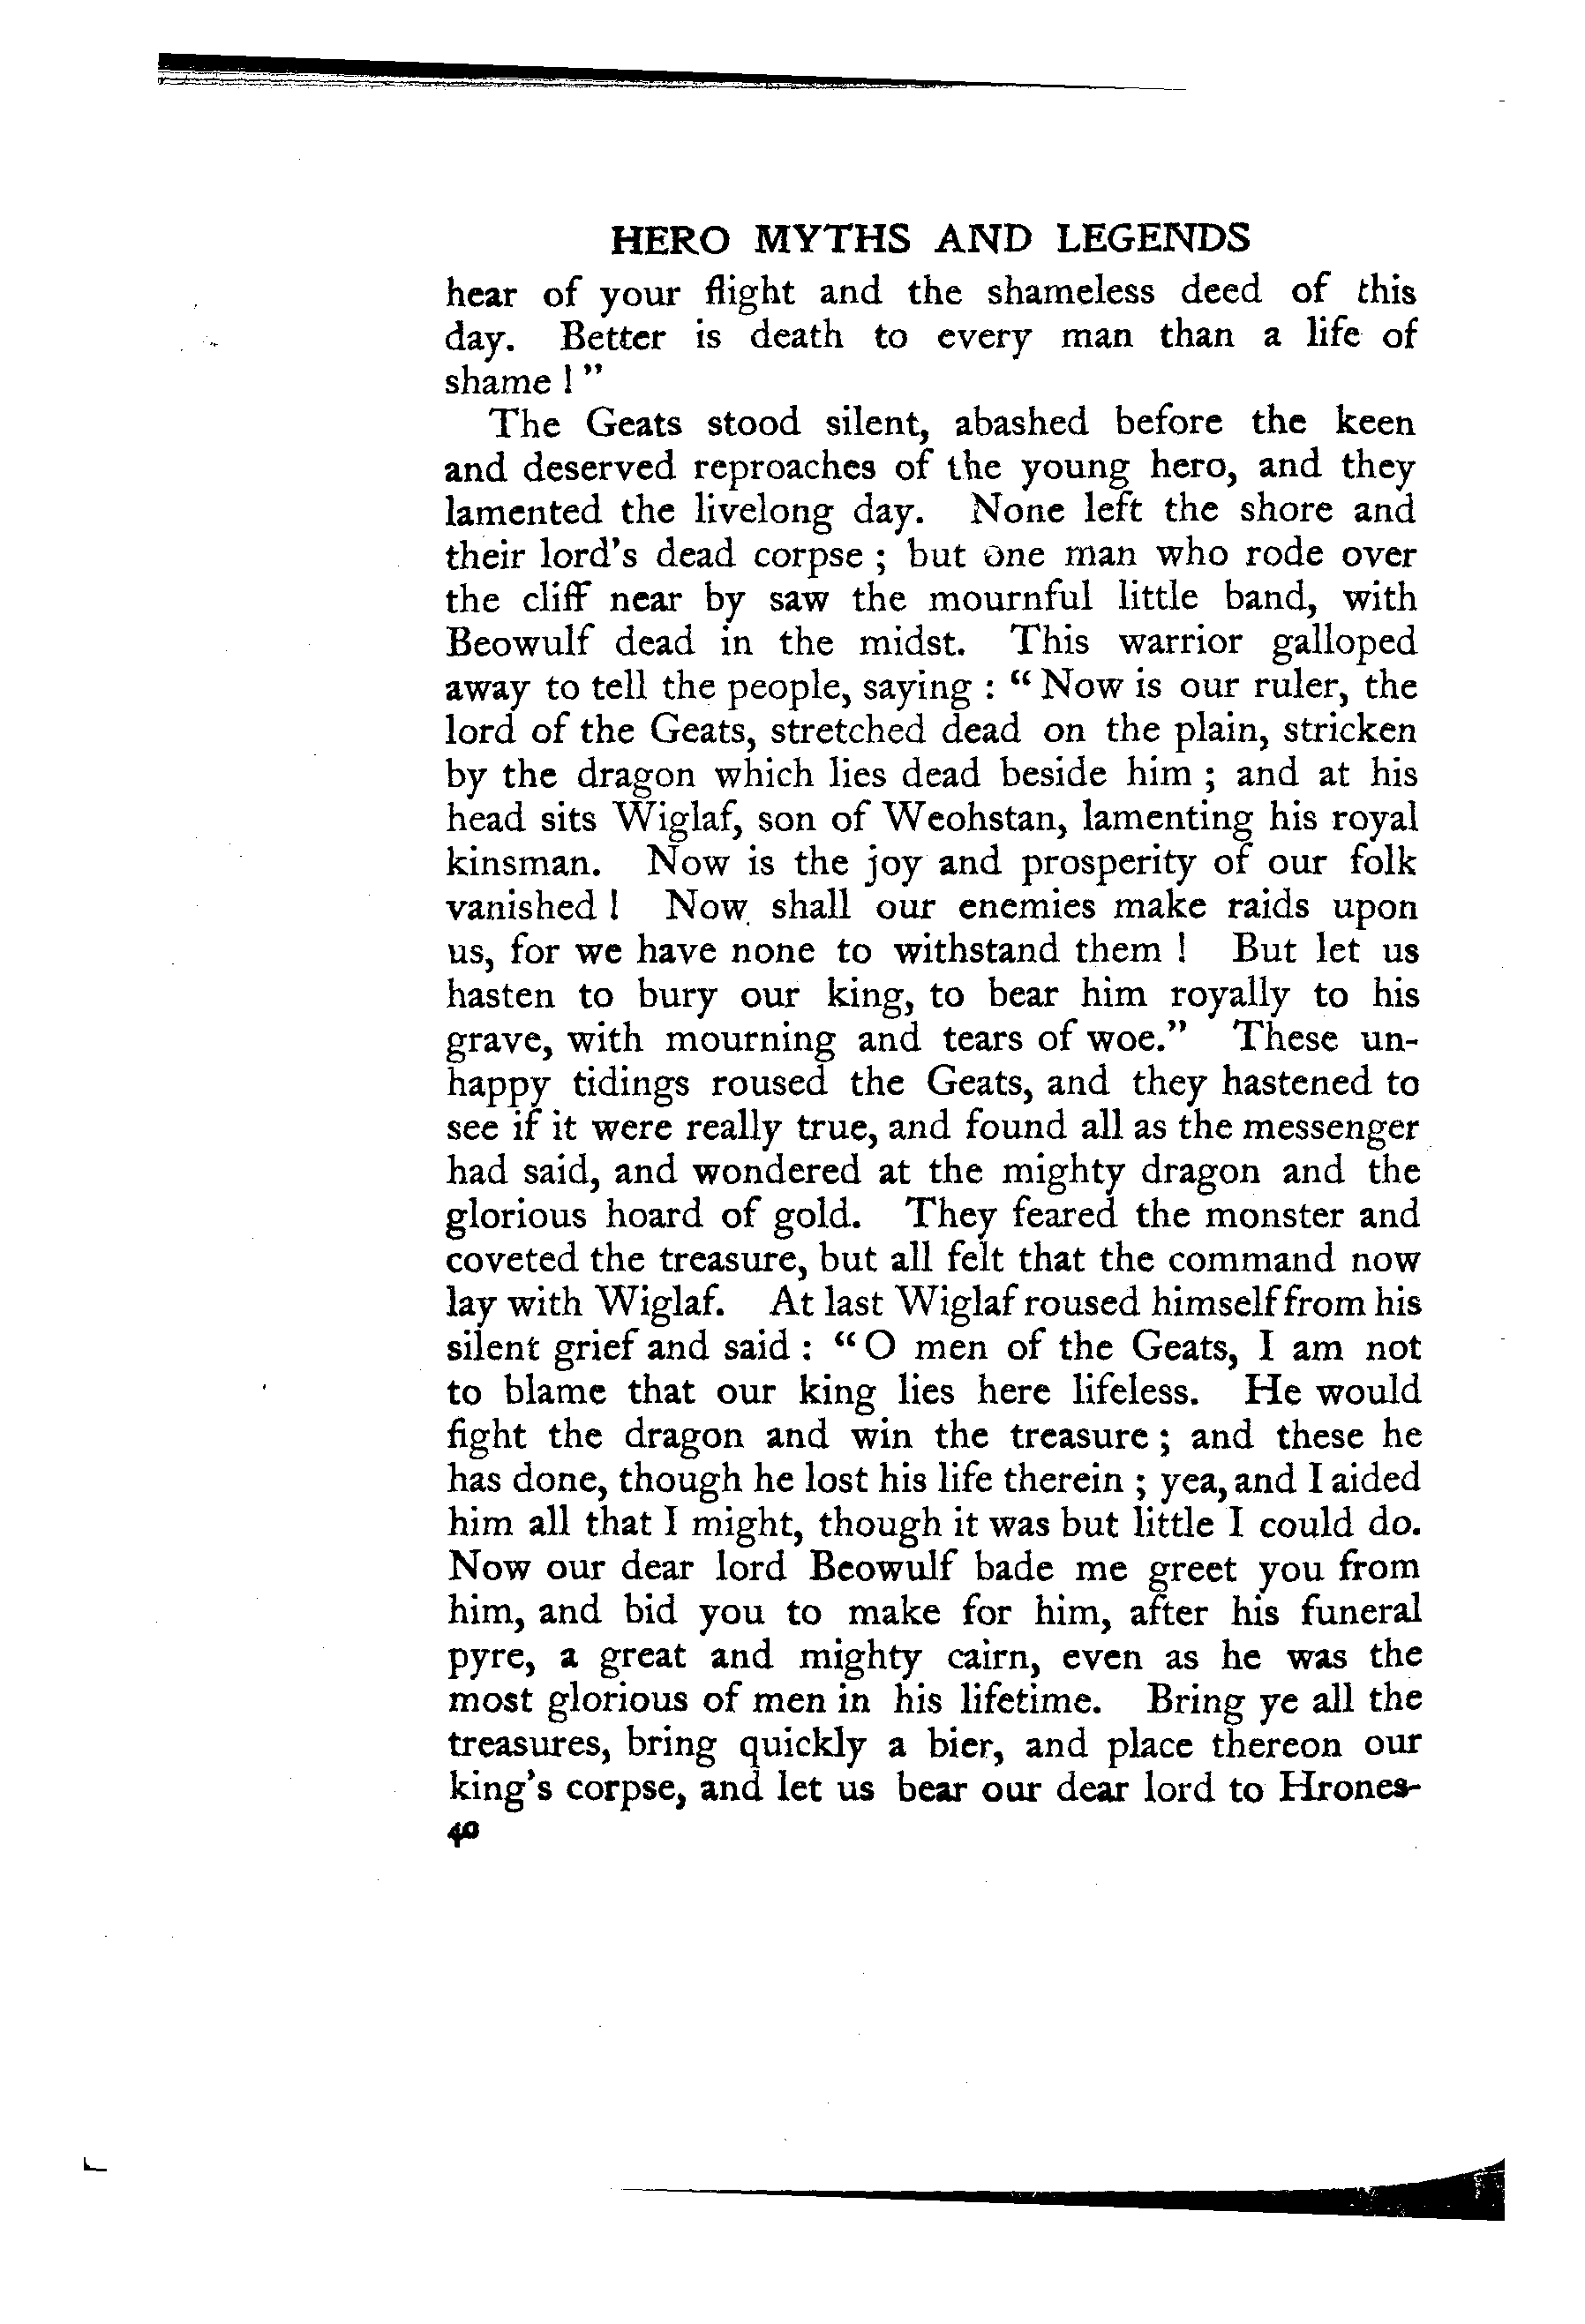 HERO MYTHS AND LEGENDS
hear of your flight and the shameless deed of this
day. Better is death to every man than a life of
shame ! "
The Geats stood silent, abashed before the keen
and deserved reproaches of the young hero, and they
lamented the livelong day. None left the shore and
their lord's dead corpse ; but one man who rode over
the cliff near by saw the mournful little band, with
Beowulf dead in the midst. This warrior galloped
away to tell the people, saying : " Now is our ruler, the
lord of the Geats, stretched dead on the plain, stricken
by the dragon which lies dead beside him ; and at his
head sits Wiglaf, son of Weohstan, lamenting his royal
kinsman. Now is the joy and prosperity of our folk
vanished ! Now shall our enemies make raids upon
us, for we have none to withstand them ! But let us
hasten to bury our king, to bear him royally to his
grave, with mourning and tears of woe." These un-
happy tidings roused the Geats, and they hastened to
see if it were really true, and found all as the messenger
had said, and wondered at the mighty dragon and the
glorious hoard of gold. They feared the monster and
coveted the treasure, but all felt that the command now
lay with Wiglaf. At last Wiglaf roused himself from his
silent grief and said : " O men of the Geats, I am not
to blame that our king lies here lifeless. He would
fight the dragon and win the treasure ; and these he
has done, though he lost his life therein ; yea, and I aided
him all that I might, though it was but little I could do.
Now our dear lord Beowulf bade me greet you from
him, and bid you to make for him, after his funeral
pyre, a great and mighty cairn, even as he was the
most glorious of men in his lifetime. Bring ye all the
treasures, bring quickly a bier, and place thereon our
king's corpse, and let us bear our dear lord to Hrones-
40